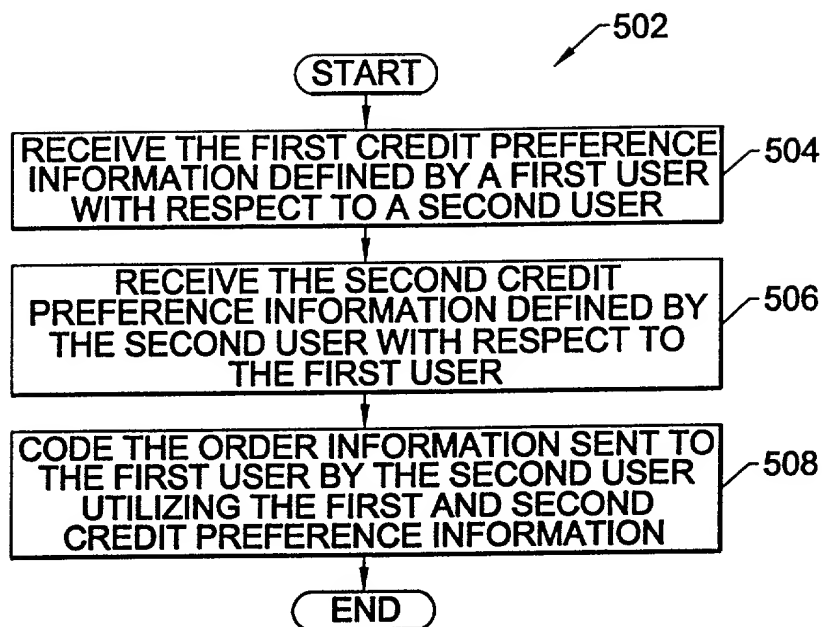 502
START
RECEIVE THE FIRST CREDIT PREFERENCE
INFORMATION DEFINED BY A FIRST USER
WITH RESPECT TO A SECOND USER
504
RECEIVE THE SECOND CREDIT
PREFERENCE INFORMATION DEFINED BY
THE SECOND USER WITH RESPECT TO
THE FIRST USER
506
CODE THE ORDER INFORMATION SENT TO
THE FIRST USER BY THE SECOND USER
UTILIZING THE FIRST AND SECOND
CREDIT PREFERENCE INFORMATION
508
END